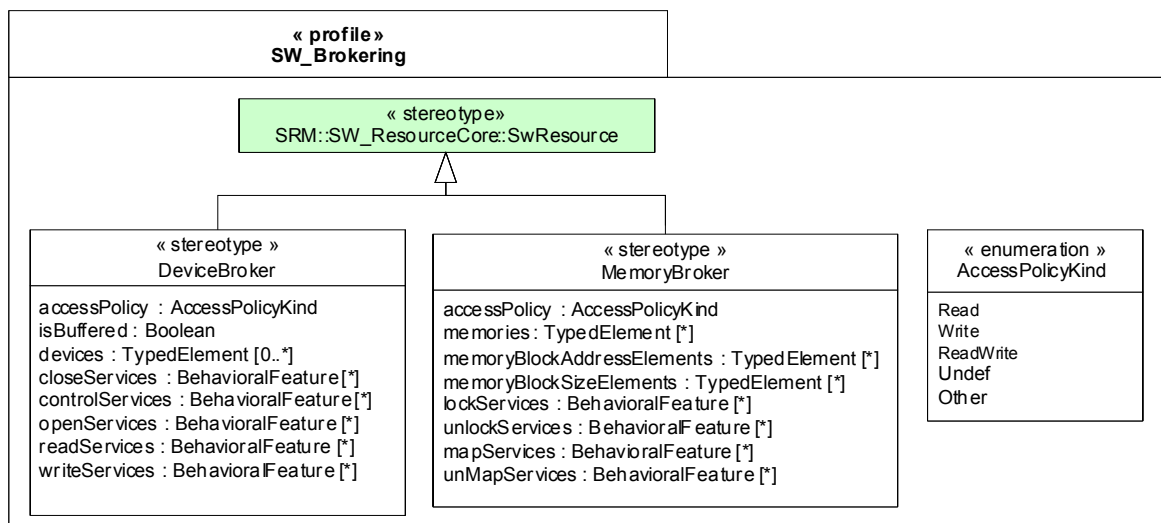 « profile»
SW_Brokering
« stereotype»
SRM::SW_ResourceCore::SwResource
« stereotype »
DeviceBroker
accessPolicy : AccessPolicyKind
isBuffered : Boolean
devices : TypedElement [0..*]
closeServices : BehavioralFeature [*]
controlServices : BehavioralFeature [*]
openServices : BehavioralFeature [*]
readServices : BehavioralFeature [*]
writeServices : BehavioralFeature [*]
« stereotype »
MemoryBroker
accessPolicy : AccessPolicyKind
memories : TypedElement [*]
memoryBlockAddressElements : TypedElement [*]
memoryBlockSizeElements : TypedElement [*]
lockServices : BehavioralFeature [*]
unlockServices : BehavioralFeature [*]
mapServices : BehavioralFeature [*]
unMapServices : BehavioralFeature [*]
« enumeration »
AccessPolicyKind
Read
Write
ReadWrite
Undef
Other